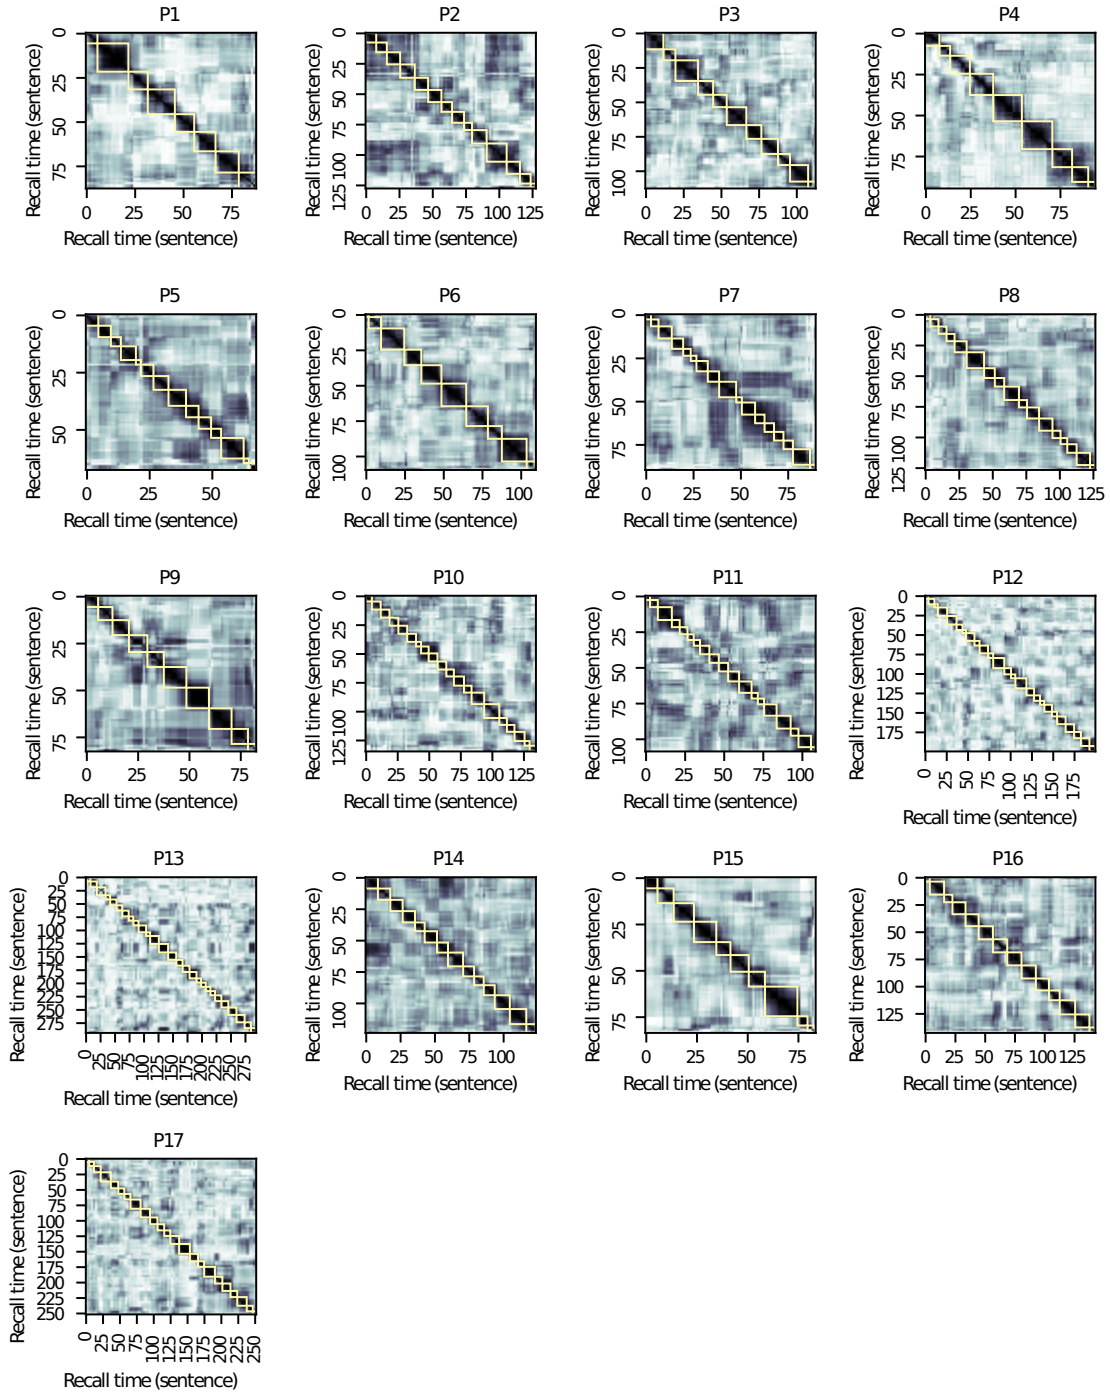 P1 P2 P3 P4
0 25 50 75 Recall time (sentence) 0 25 50 75 Recall time (sentence)
0 25 50 75 100 125 Recall time (sentence) 0 25 50 75 100 125 Recall time (sentence)
0 25 50 75 100 Recall time (sentence) 0 25 50 75 100 Recall time (sentence)
0 25 50 75 Recall time (sentence) 0 25 50 75 Recall time (sentence)
P5 P6 P7 P8
0 25 50 Recall time (sentence) 0 25 50 Recall time (sentence)
0 25 50 75 100 Recall time (sentence) 0 25 50 75 100 Recall time (sentence)
0 25 50 75 Recall time (sentence) 0 25 50 75 Recall time (sentence)
0 25 50 75 100 125 Recall time (sentence) 0 25 50 75 100 125 Recall time (sentence)
P9 P10 P11 P12
0 25 50 75 Recall time (sentence) 0 25 50 75 Recall time (sentence)
0 25 50 75 100 125 Recall time (sentence) 0 25 50 75 100 125 Recall time (sentence)
0 25 50 75 100 Recall time (sentence) 0 25 50 75 100 Recall time (sentence)
0 25 50 75 100 125 150 175 Recall time (sentence) 0 25 50 75 100 125 150 175 Recall time (sentence)
P13 P14 P15 P16
0 25 50 75 100 125 150 175 200 225 250 275 Recall time (sentence) 0 25 50 75 100 125 150 175 200 225 250 275 Recall time (sentence)
0 25 50 75 100 Recall time (sentence) 0 25 50 75 100 Recall time (sentence)
0 25 50 75 Recall time (sentence) 0 25 50 75 Recall time (sentence)
0 25 50 75 100 125 Recall time (sentence) 0 25 50 75 100 125 Recall time (sentence)
P17
0 25 50 75 100 125 150 175 200 225 250 Recall time (sentence) 0 25 50 75 100 125 150 175 200 225 250 Recall time (sentence)